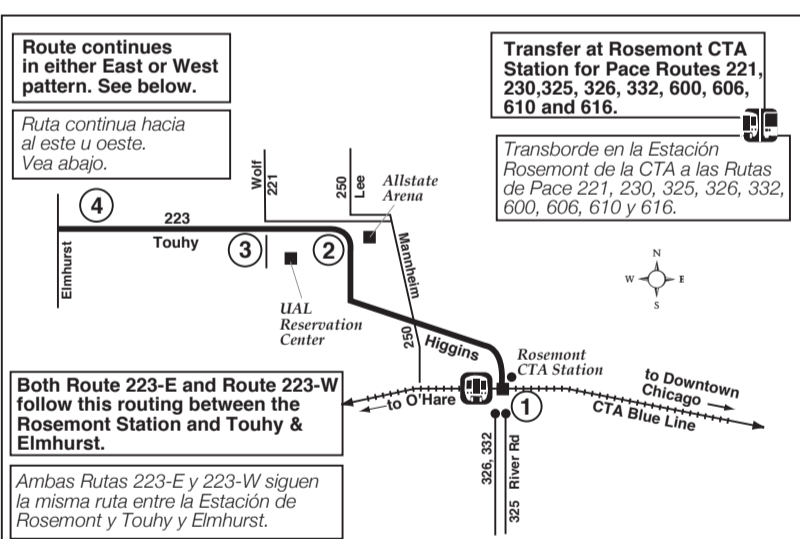 Route continues
in either East or West
pattern. See below.
Ruta continua hacia
al este u oeste.
Vea abajo.
Transfer at Rosemont CTA
Station for Pace Routes 221,
230,325, 326, 332, 600, 606,
610 and 616.
Transborde en la Estación
Rosemont de la CTA a las Rutas
de Pace 221, 230, 325, 326, 332,
600, 606, 610 y 616.
Wolf
221
250
Lee
Allstate
Arena
4
223
Touhy
Elmhurst
3
2
Mannheim
250
UAL
Reservation
Center
N
W
E
S
Higgins
Rosemont
CTA Station
to O'Hare
1
to Downtown
Chicago
CTA Blue Line
326, 332
325
River Rd
Both Route 223-E and Route 223-W
follow this routing between the
Rosemont Station and Touhy &
Elmhurst.
Ambas Rutas 223-E y 223-W siguen
la misma ruta entre la Estación de
Rosemont y Touhy y Elmhurst.